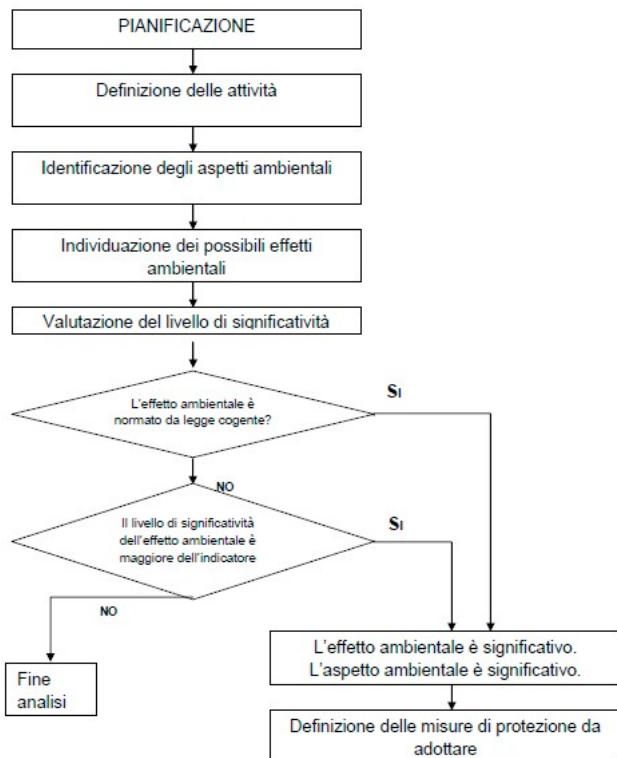 PIANIFICAZIONE
Definizione delle attività
Identificazione degli aspetti ambientali
Individuazione dei possibili effetti
ambientali
Valutazione del livello di significatività
L'effetto ambientale è
normato da legge cogente?
SI
NO
Il livello di significatività
dell'effetto ambientale è
maggiore dell'indicatore
SI
NO
Fine
analisi
L'effetto ambientale è significativo.
L'aspetto ambientale è significativo.
Definizione delle misure di protezione da
adottare